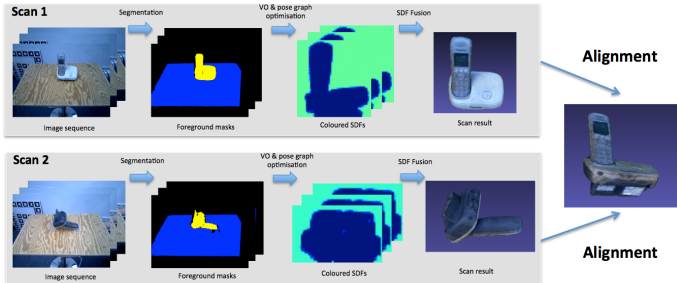 Scan 1
Segmentation
VO & pose graph
optimisation
SDF Fusion
Image sequence
Foreground masks
Coloured SDFs
Scan result
Alignment
Scan 2
Segmentation
VO & pose graph
optimisation
SDF Fusion
Image sequence
Foreground masks
Coloured SDFs
Scan result
Alignment